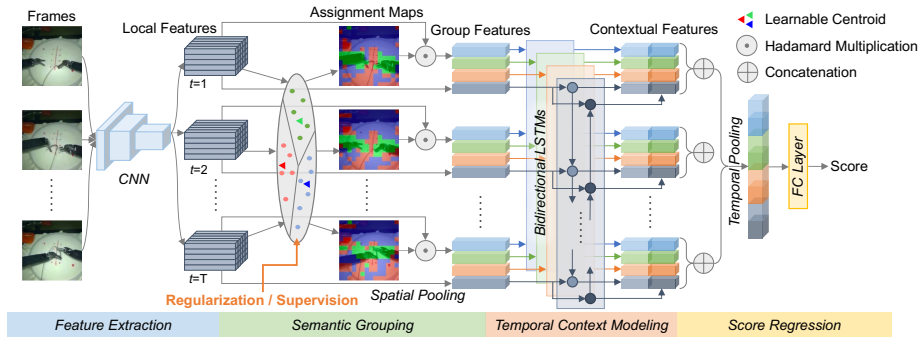 Frames
Local Features
Assignment Maps
Group Features
Contextual Features
Learnable Centroid
Hadamard Multiplication
Concatenation
t=1
t=2
t=T
CNN
Bidirectional LSTMs
Temporal Pooling
FC Layer
Score
Regularization / Supervision
Spatial Pooling
Feature Extraction
Semantic Grouping
Temporal Context Modeling
Score Regression